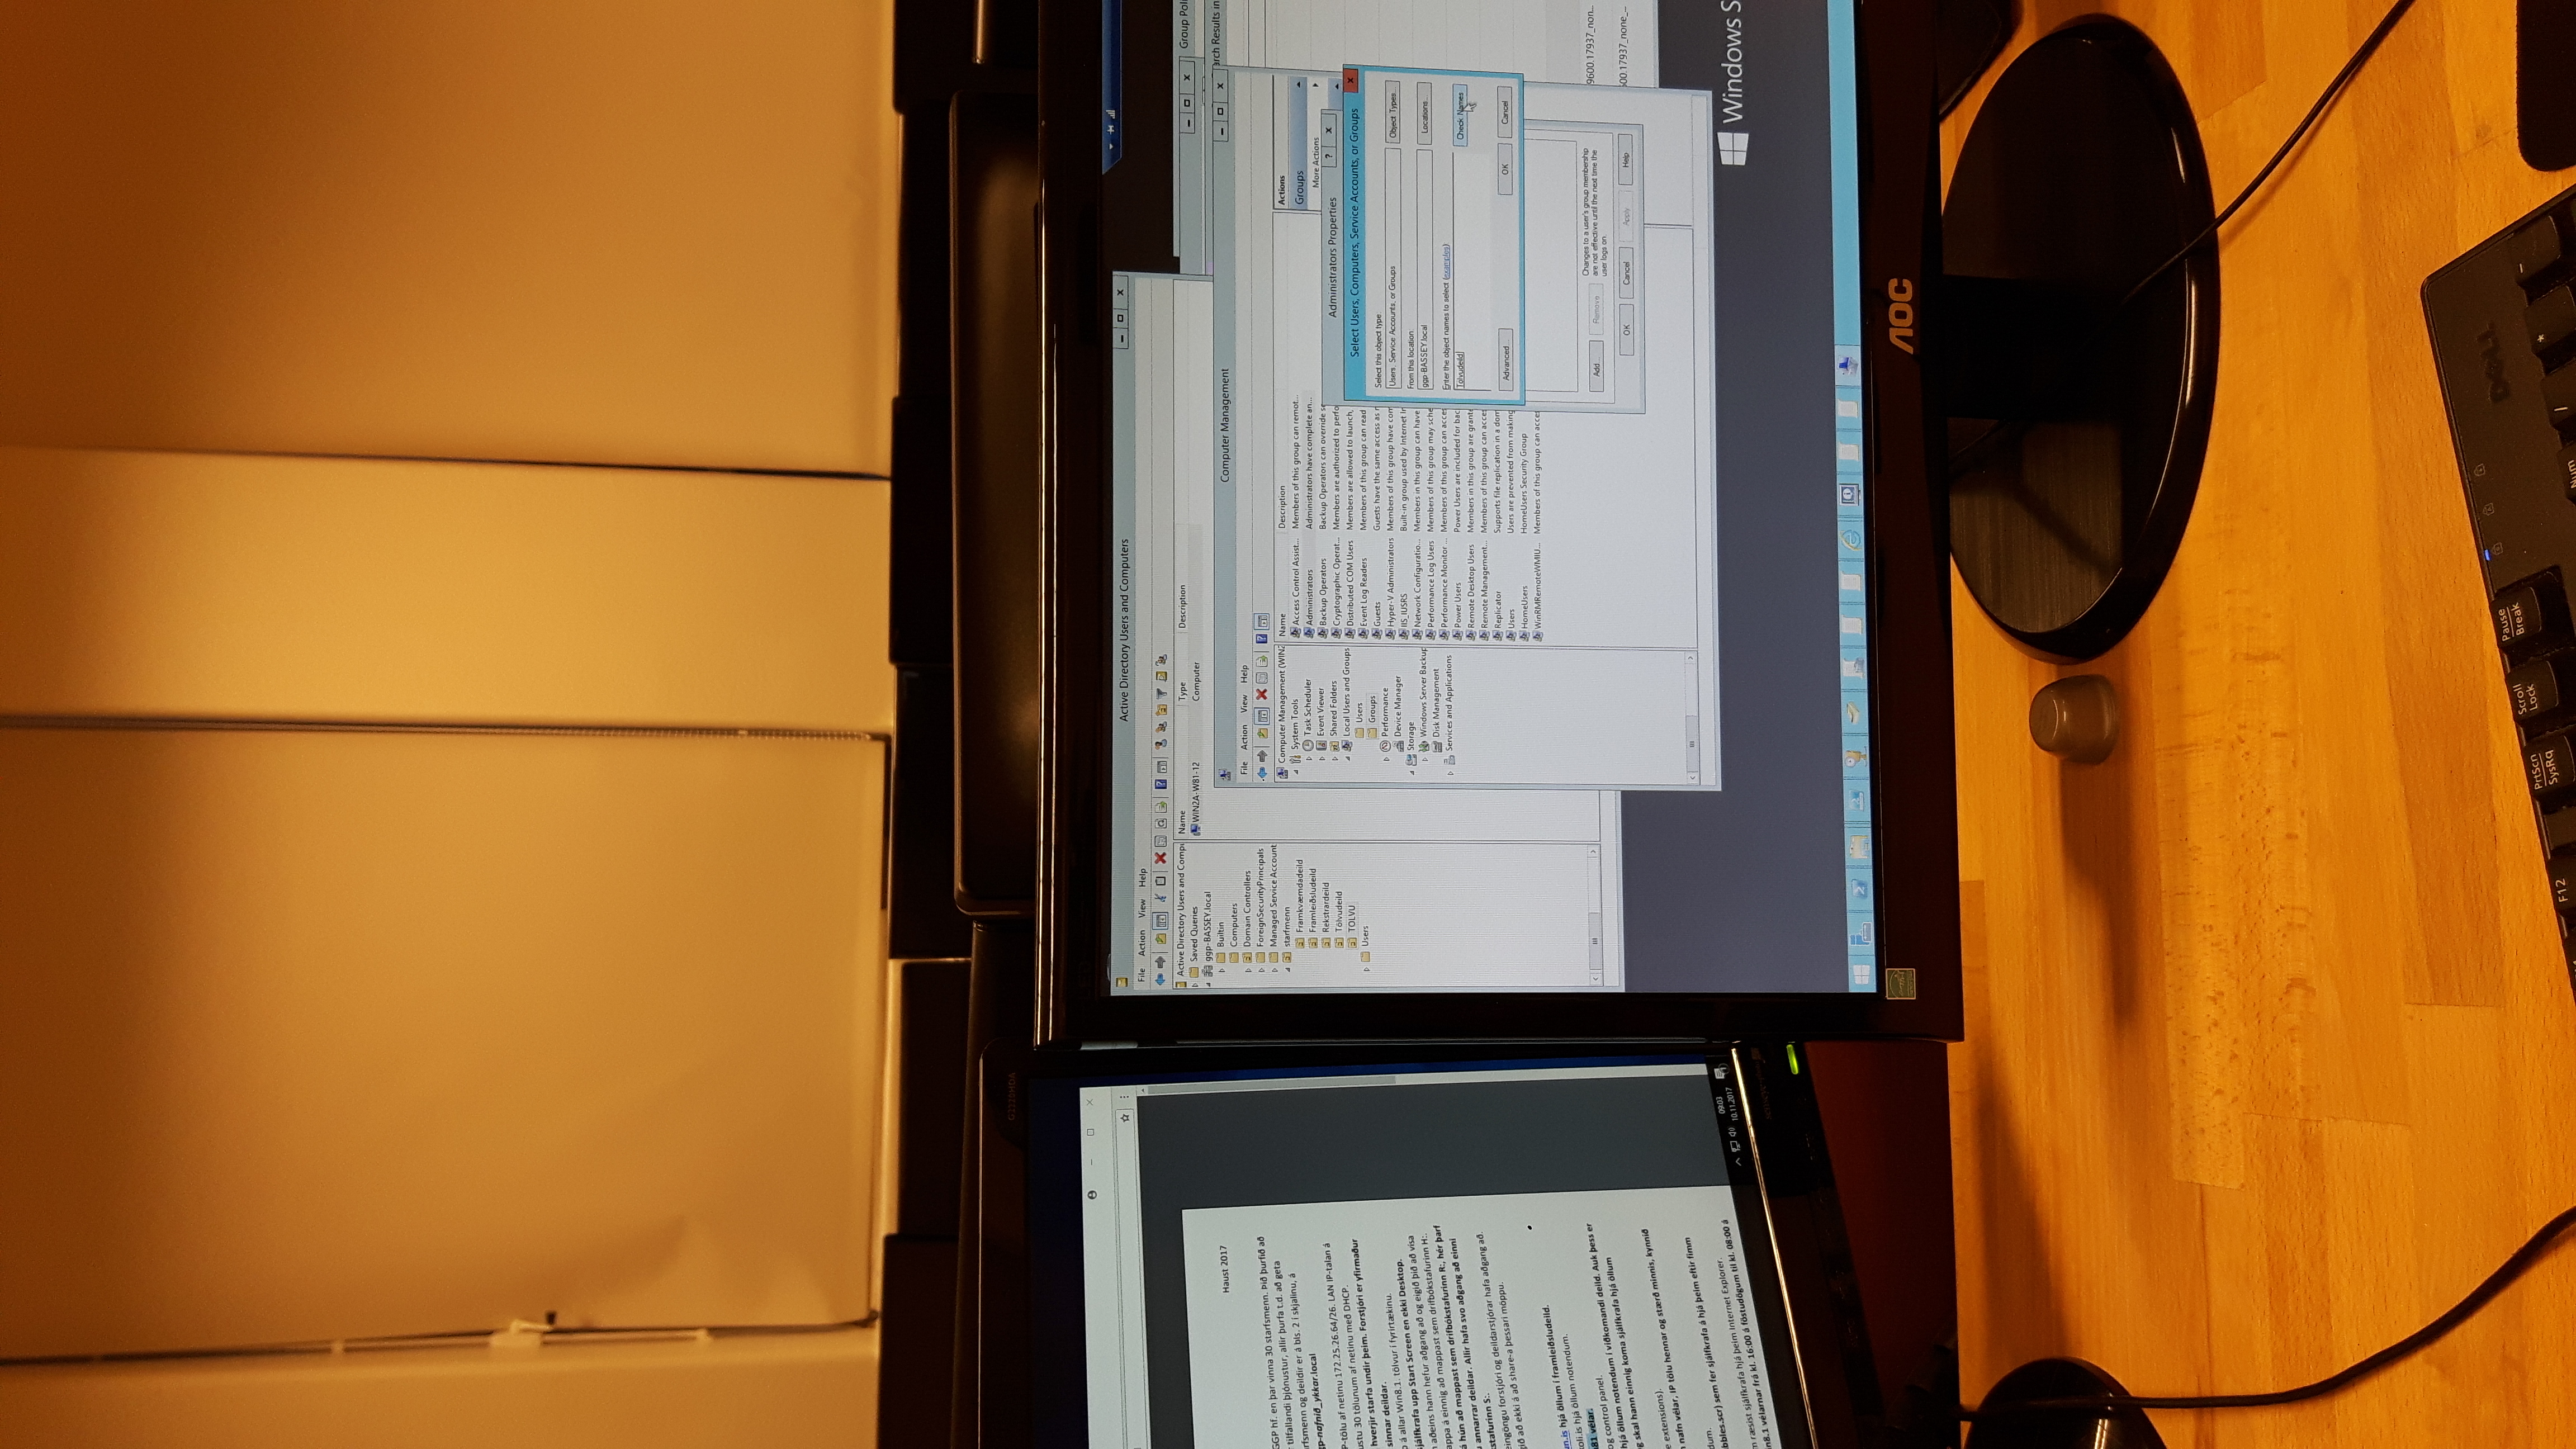 G2220HDA
Haust 2017
GGP hf. en þar vinna 30 starfsmenn. Þið þurfið að
tilfallandi þjónustur, allir þurfa t.d. að geta
rfsmenn og deildir er á bls. 2 í skjalinu, á
gp-nafnið_ykkar.local
P-tölu af netinu 172.25.26.64/26. LAN IP-talan á
ustu 30 tölunum af netinu með DHCP.
hverjir starfa undir þeim. Forstjóri er yfirmaður
sinnar deildar.
á allar Win8.1. tölvur í fyrirtækinu.
sjálfkrafa upp Start Screen en ekki Desktop.
aðeins hann hefur aðgang að og eigið þið að vísa
appa á einnig að mappast sem drifbókstafurinn H:.
á hún að mappast sem drifbókstafurinn R:, hér þarf
annarrar deildar. Allir hafa svo aðgang að einni
stafurinn S:.
eingöngu forstjóri og deildarstjórar hafa aðgang að.
gið að ekki á að share-a þessari möppu.
un.is hjá öllum í framleiðsludeild.
oli.is hjá öllum notendum.
81 vélar.
og control panel.
hjá öllum notendum í viðkomandi deild. Auk þess er
g skal hann einnig koma sjálfkrafa hjá öllum
e extensions).
nafn vélar, IP tölu hennar og stærð minnis, kynnið
dum.
bbles.scr) sem fer sjálfkrafa á hjá þeim eftir fimm
m ræsist sjálfkrafa hjá þeim Internet Explorer.
in8.1 vélarnar frá kl. 16:00 á föstudögum til kl. 08:00 á
09:03
10.11.2017
Active Directory Users and Computers
File Action View Help
Active Directory Users and Compu
Saved Queries
ggp-BASSEY.local
Builtin
Computers
Domain Controllers
ForeignSecurityPrincipals
Managed Service Account
starfmenn
Framkvæmdadeild
Framleiðsludeild
Rekstrardeild
Tölvudeild
TOLVU
Users
Name Type Description
WIN2A-W81-12 Computer
Group Poli
arch Results in
Computer Management
File Action View Help
Computer Management (WIN2
System Tools
Task Scheduler
Event Viewer
Shared Folders
Local Users and Groups
Users
Groups
Performance
Device Manager
Storage
Windows Server Backup
Disk Management
Services and Applications
Name Description
Access Control Assist... Members of this group can remot...
Administrators Administrators have complete an...
Backup Operators Backup Operators can override se
Cryptographic Operat... Members are authorized to perfo
Distributed COM Users Members are allowed to launch,
Event Log Readers Members of this group can read
Guests Guests have the same access as m
Hyper-V Administrators Members of this group have com
IIS_IUSRS Built-in group used by Internet In
Network Configuratio... Members in this group can have
Performance Log Users Members of this group may sche
Performance Monitor ... Members of this group can acces
Power Users Power Users are included for bac
Remote Desktop Users Members in this group are grante
Remote Management... Members of this group can acces
Replicator Supports file replication in a dom
Users Users are prevented from making
HomeUsers HomeUsers Security Group
WinRMRemoteWMIU... Members of this group can acces
Actions
Groups
More Actions
Administrators Properties
Select Users, Computers, Service Accounts, or Groups
Select this object type:
Users, Service Accounts, or Groups
Object Types...
From this location:
ggp-BASSEY.local
Locations...
Enter the object names to select (examples):
Tölvudeild
Check Names
Advanced...
OK
Cancel
Add...
Remove
Changes to a user's group membership
are not effective until the next time the
user logs on.
OK
Cancel
Apply
Help
9600.17937_non...
600.17937_none_...
Windows S
AOC
DELL
F12
PrtScn
SysRq
Scroll
Lock
Pause
Break
Num
/
*
-